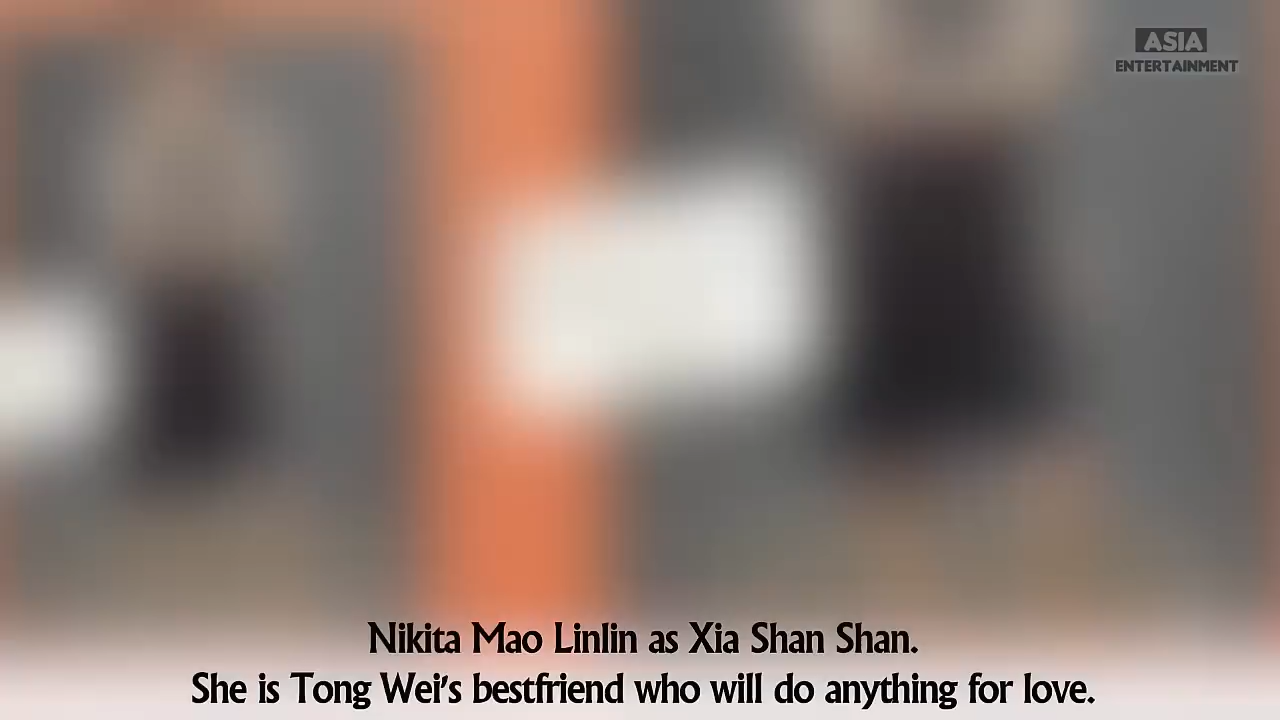 ASIA
ENTERTAINMENT
Nikita Mao Linlin as Xia Shan Shan.
She is Tong Wei's bestfriend who will do anything for love.